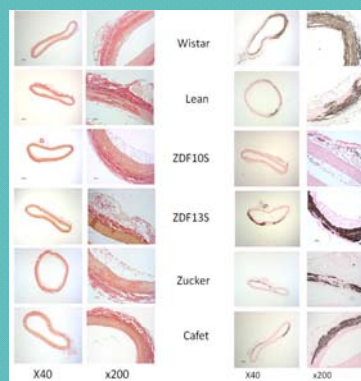 Wistar
Lean
ZDF10S
ZDF13S
Zucker
Cafet
X40 x200 X40 x200